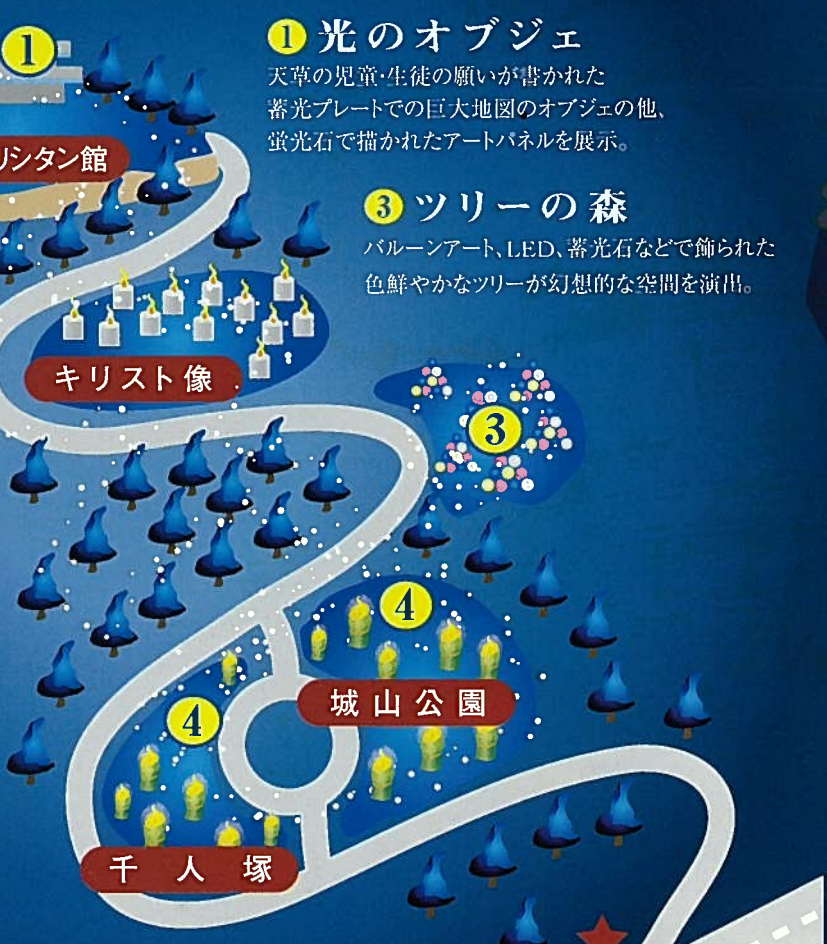 1
1 光のオブジェ
天草の児童・生徒の願いが書かれた
蓄光プレートでの巨大地図のオブジェの他、
蛍光石で描かれたアートパネルを展示。
リシタン館
3 ツリーの森
バルーンアート、LED、蓄光石などで飾られた
色鮮やかなツリーが幻想的な空間を演出。
キリスト像
3
4
城山公園
4
千人塚